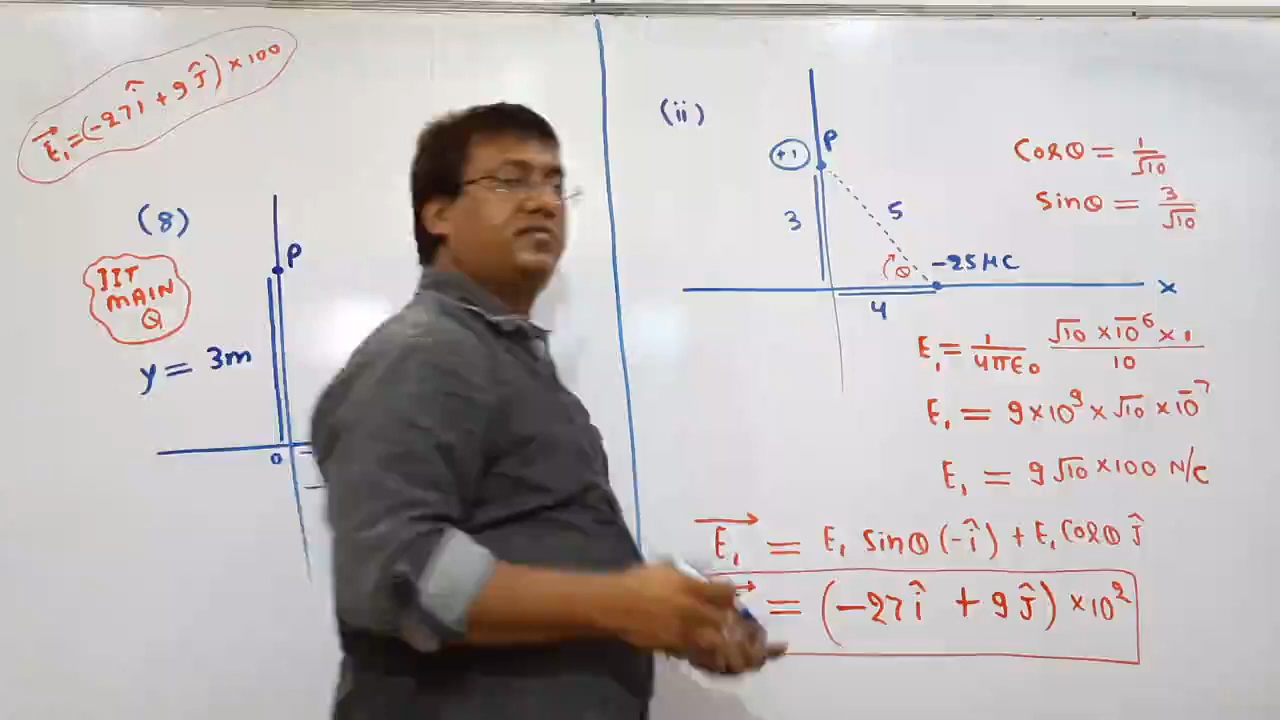 E₁ = (-27î + 9ĵ) × 100
(8)
IIT
MAIN
Q
P
y = 3m
O
(ii)
P
+1
3
5
θ
-25μC
4
x
Cosθ = 1/√10
Sinθ = 3/√10
E₁ = 1/4πε₀ √10 × 10⁻⁶ × 1/10
E₁ = 9 × 10⁹ × √10 × 10⁻⁷
E₁ = 9√10 × 100 N/C
E₁ = E₁ Sinθ (-î) + E₁ Cosθ ĵ
= (-27î + 9ĵ) × 10²